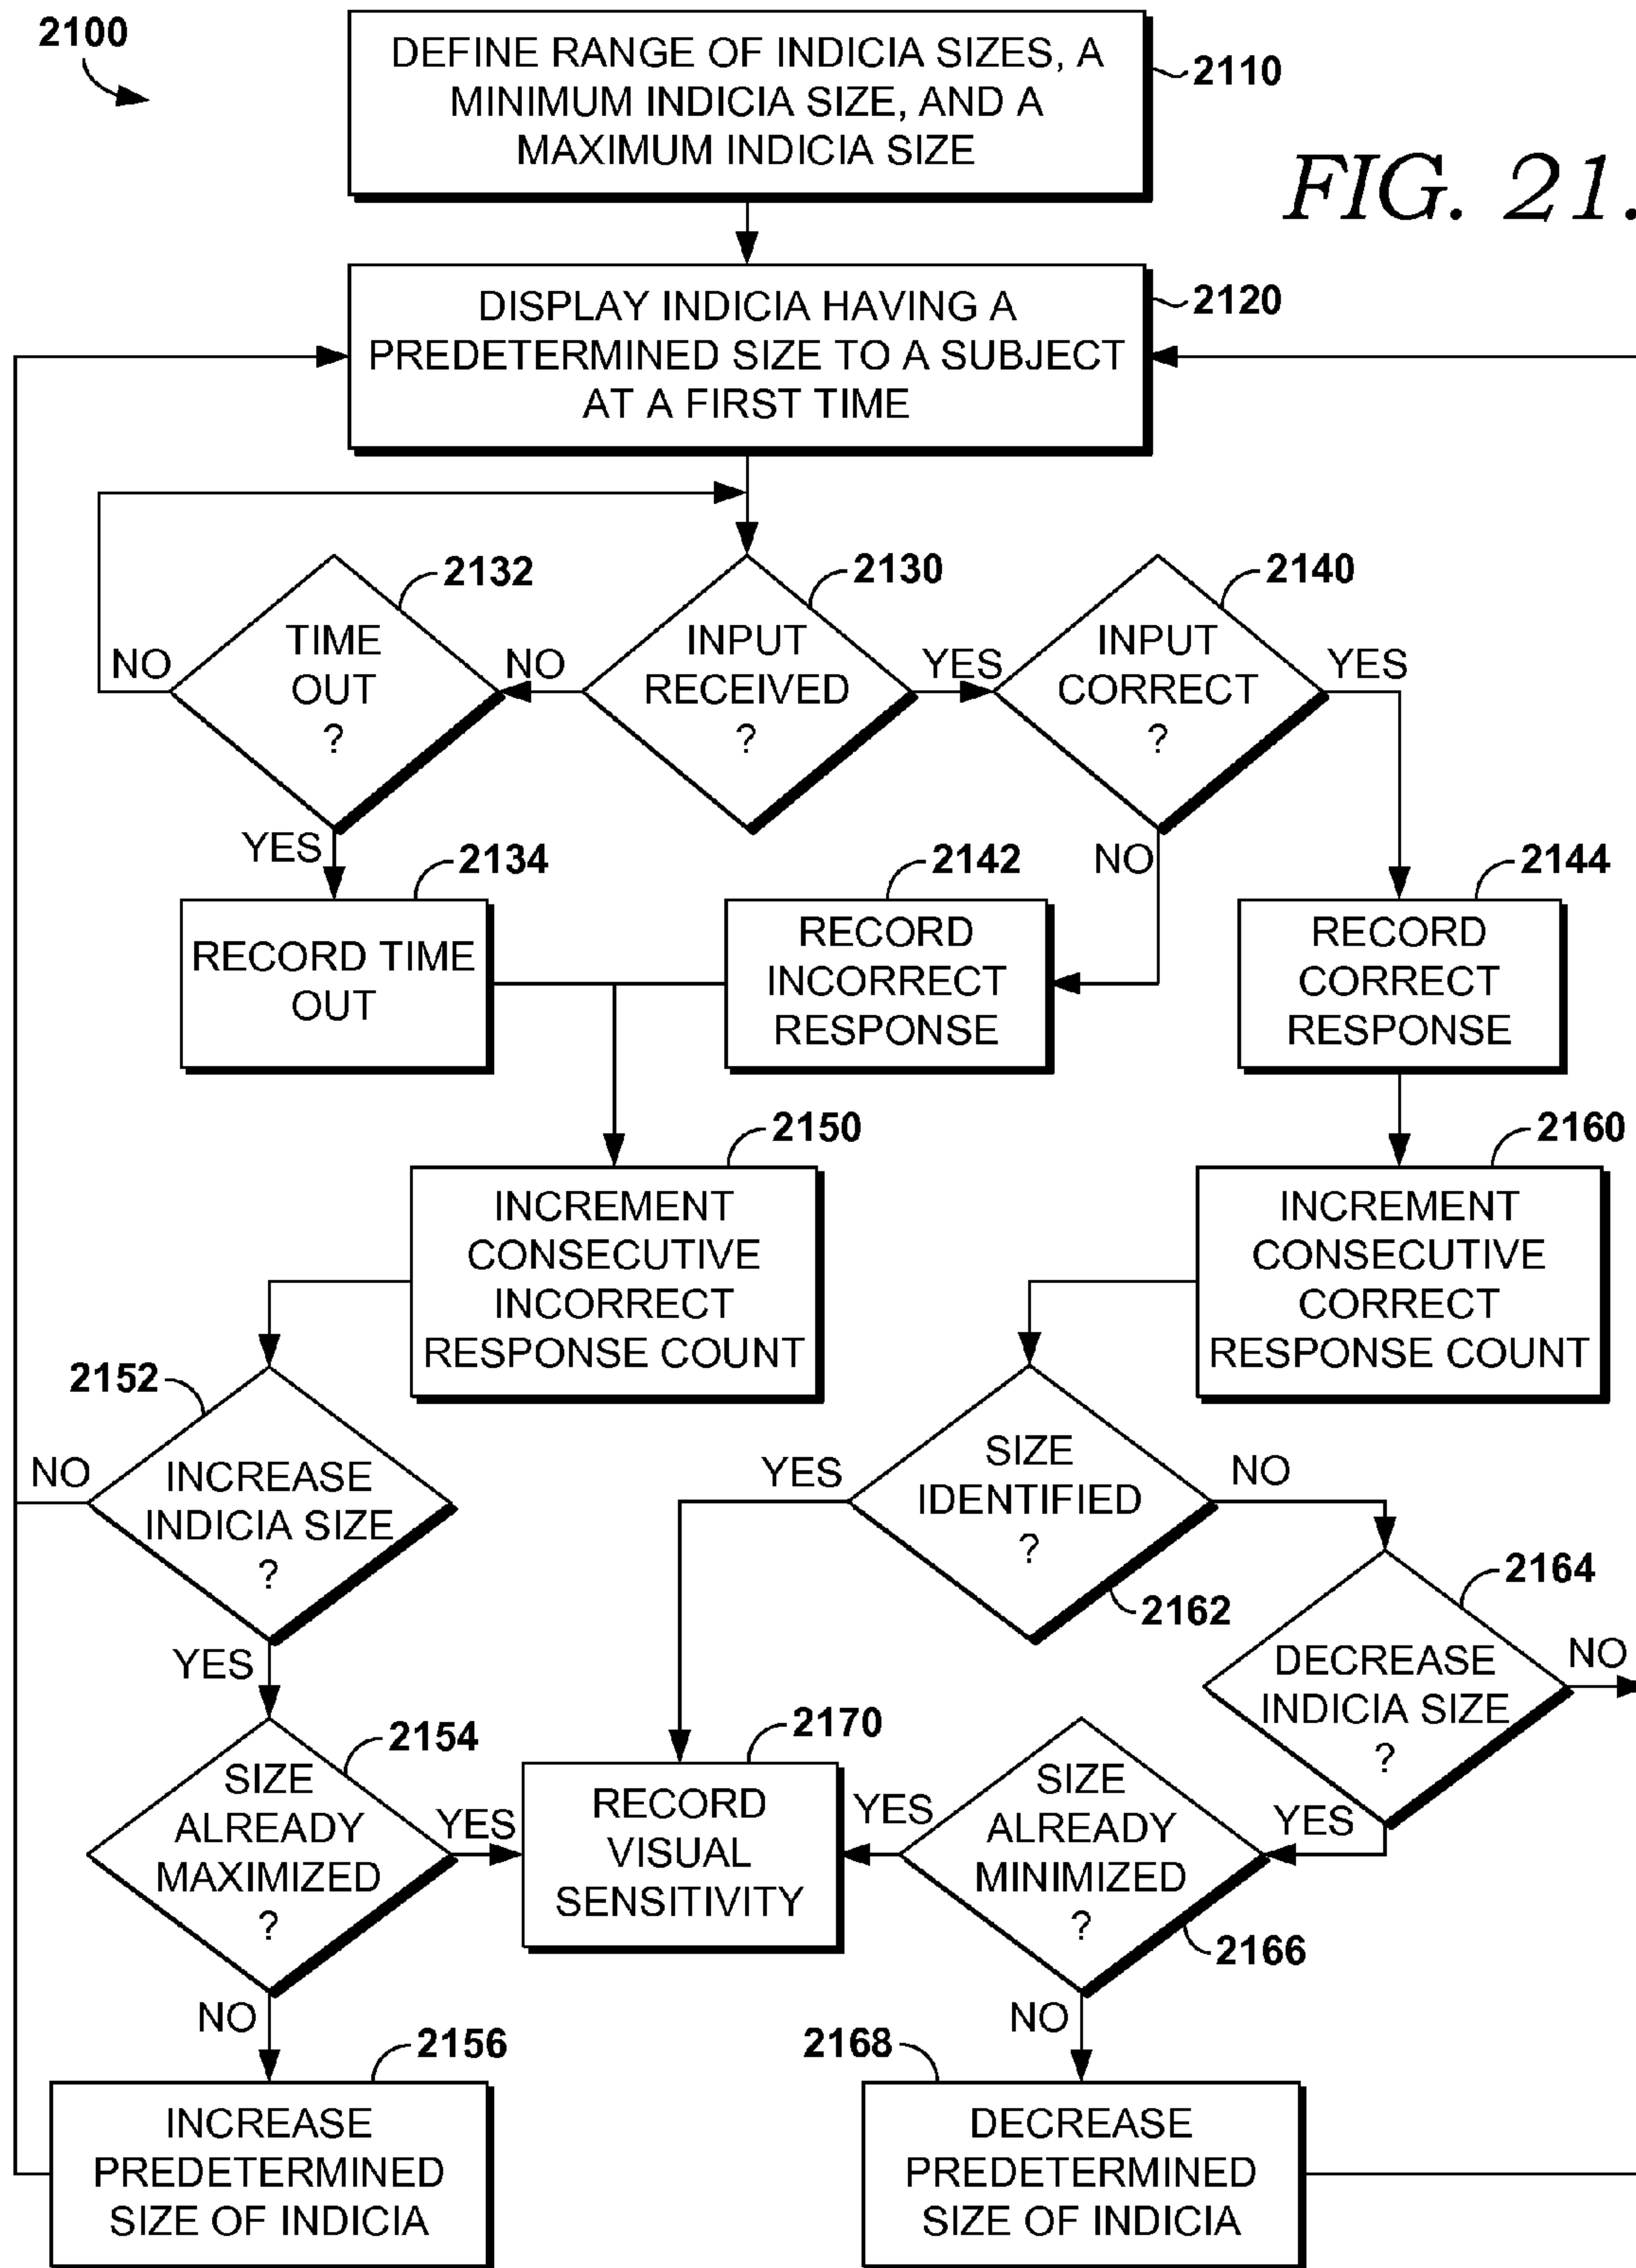 2100
DEFINE RANGE OF INDICIA SIZES, A
MINIMUM INDICIA SIZE, AND A
MAXIMUM INDICIA SIZE
2110
FIG. 21.
DISPLAY INDICIA HAVING A
PREDETERMINED SIZE TO A SUBJECT
AT A FIRST TIME
2120
2132
TIME
OUT
?
NO
YES
2130
INPUT
RECEIVED
?
NO
YES
2140
INPUT
CORRECT
?
YES
NO
2134
RECORD TIME
OUT
2142
RECORD
INCORRECT
RESPONSE
2144
RECORD
CORRECT
RESPONSE
2150
INCREMENT
CONSECUTIVE
INCORRECT
RESPONSE COUNT
2160
INCREMENT
CONSECUTIVE
CORRECT
RESPONSE COUNT
2152
INCREASE
INDICIA SIZE
?
NO
YES
SIZE
IDENTIFIED
?
YES
NO
2162
2164
DECREASE
INDICIA SIZE
?
NO
YES
2154
SIZE
ALREADY
MAXIMIZED
?
YES
NO
2170
RECORD
VISUAL
SENSITIVITY
SIZE
ALREADY
MINIMIZED
?
YES
NO
2166
2156
INCREASE
PREDETERMINED
SIZE OF INDICIA
2168
DECREASE
PREDETERMINED
SIZE OF INDICIA